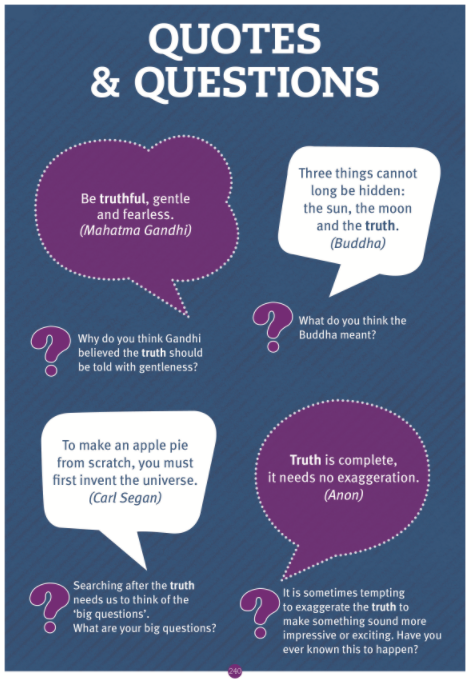 QUOTES
& QUESTIONS
Be truthful, gentle
and fearless.
(Mahatma Gandhi)
Three things cannot
long be hidden:
the sun, the moon
and the truth.
(Buddha)
? Why do you think Gandhi
believed the truth should
be told with gentleness?
? What do you think the
Buddha meant?
To make an apple pie
from scratch, you must
first invent the universe.
(Carl Segan)
Truth is complete,
it needs no exaggeration.
(Anon)
? Searching after the truth
needs us to think of the
'big questions'.
What are your big questions?
? It is sometimes tempting
to exaggerate the truth to
make something sound more
impressive or exciting. Have you
ever known this to happen?
240